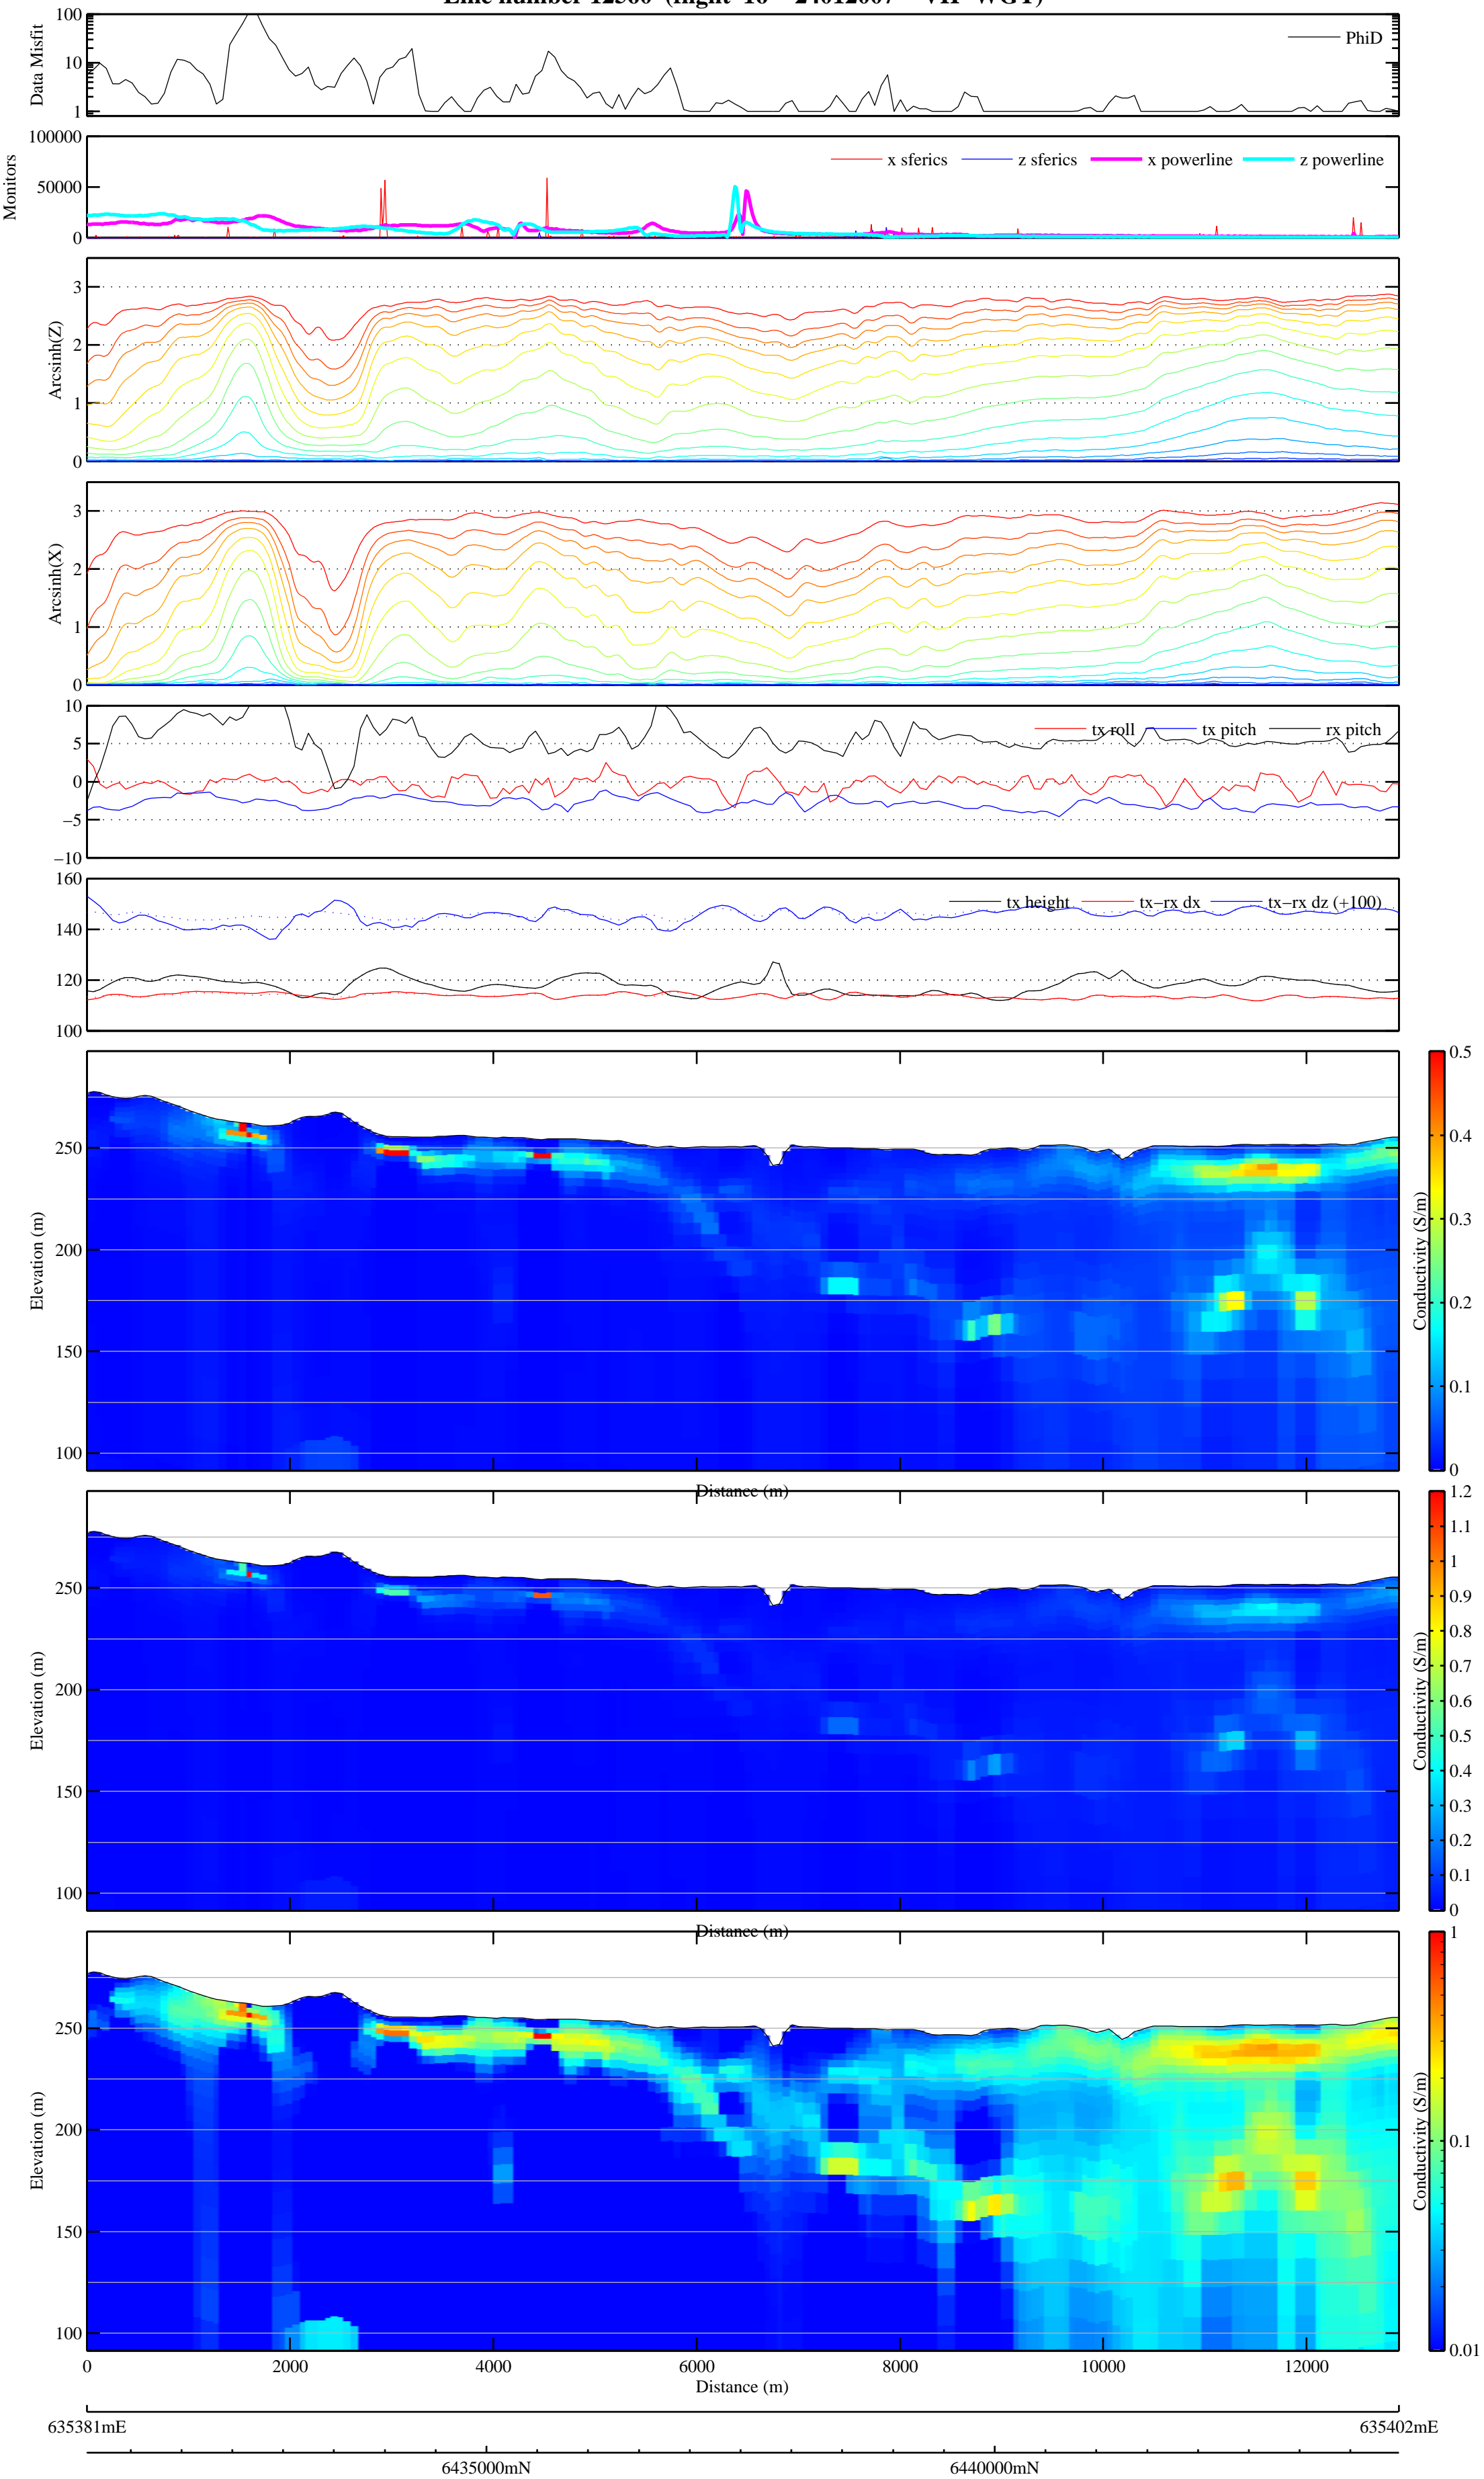 100
10
1
Data Misfit
PhiD
100000
50000
0
Monitors
x sferics
z sferics
x powerline
z powerline
3
2
1
0
Arcsinh(Z)
3
2
1
0
Arcsinh(X)
10
5
0
−5
−10
tx roll
tx pitch
rx pitch
160
140
120
100
tx height
tx−rx dx
tx−rx dz (+100)
250
200
150
100
Elevation (m)
Distance (m)
0.5
0.4
0.3
0.2
0.1
0
Conductivity (S/m)
250
200
150
100
Elevation (m)
Distance (m)
1.2
1.1
1
0.9
0.8
0.7
0.6
0.5
0.4
0.3
0.2
0.1
0
Conductivity (S/m)
250
200
150
100
Elevation (m)
1
0.1
0.01
Conductivity (S/m)
0 2000 4000 6000 8000 10000 12000
Distance (m)
635381mE
635402mE
6435000mN
6440000mN